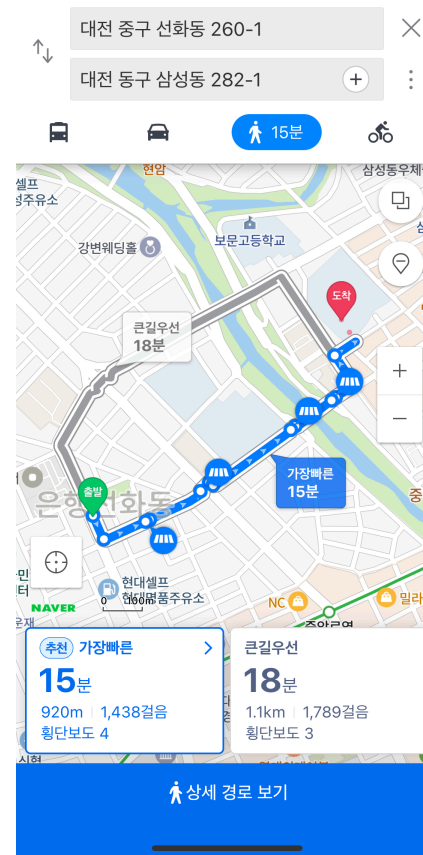 대전 중구 선화동 260-1
대전 동구 삼성동 282-1
15분
현암
삼성동우체
셀프
성주유소
보문고등학교
강변웨딩홀
도착
큰길우선
18분
가장빠른
15분
출발
은행선화동
중
현대셀프
현대명품주유소
민
터
0
100m
NAVER
NC
밀라
중앙로역
운재
추천 가장빠른
15분
920m 1,438걸음
횡단보도 4
큰길우선
18분
1.1km 1,789걸음
횡단보도 3
상세 경로 보기